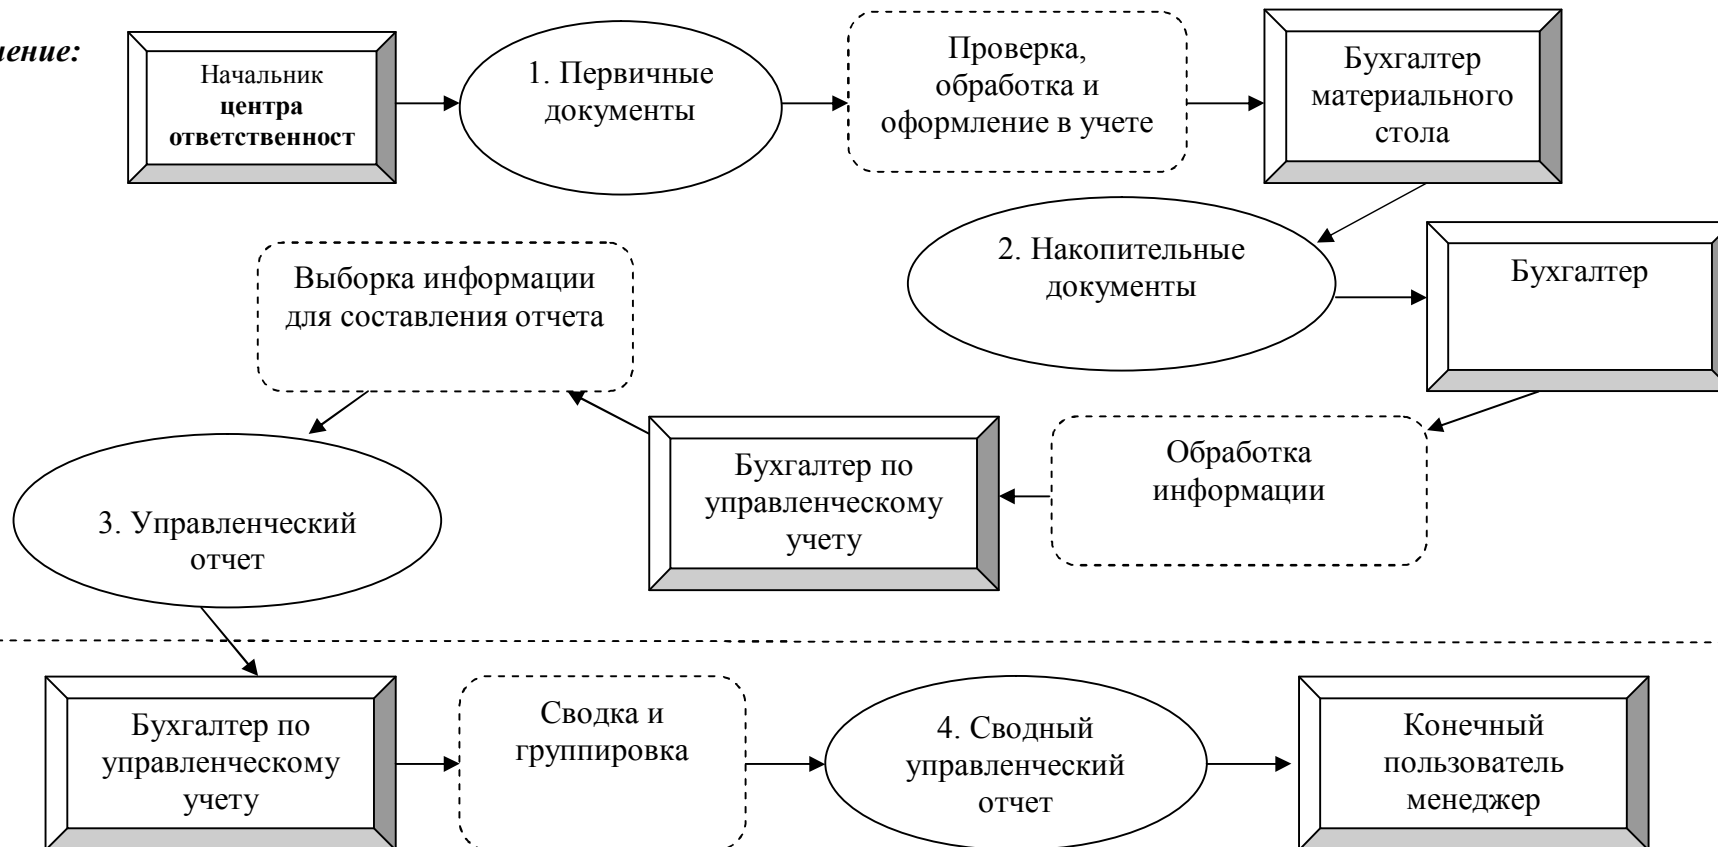 чение:
Начальник
центра
ответственност
1. Первичные
документы
Проверка,
обработка и
оформление в учете
Бухгалтер
материального
стола
2. Накопительные
документы
Бухгалтер
Выборка информации
для составления отчета
Обработка
информации
Бухгалтер по
управленческому
учету
3. Управленческий
отчет
Бухгалтер по
управленческому
учету
Сводка и
группировка
4. Сводный
управленческий
отчет
Конечный
пользователь
менеджер